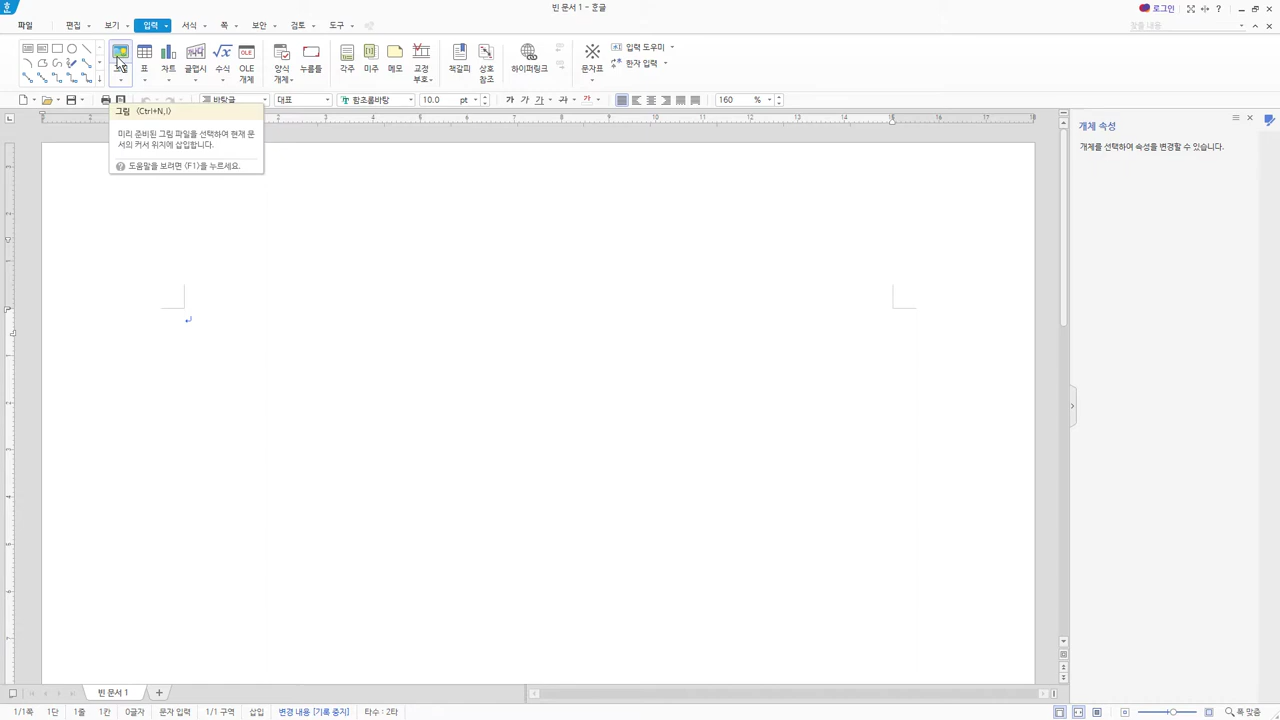 빈 문서 1 - 한글
로그인
파일 편집 보기 입력 서식 쪽 보안 검토 도구
찾을 내용
표 차트 글맵시 수식 OLE 개체 양식 개체 누름틀 각주 미주 메모 교정 부호 책갈피 상호 참조 하이퍼링크 문자표 입력 도우미
한자 입력
바탕글 대표 함초롬바탕 10.0 pt 가 가 가 가 160 %
그림 (Ctrl+N,I)
미리 준비된 그림 파일을 선택하여 현재 문
서의 커서 위치에 삽입합니다.
도움말을 보려면 <F1>을 누르세요.
개체 속성
개체를 선택하여 속성을 변경할 수 있습니다.
빈 문서 1
1/1쪽 1단 1줄 1칸 0글자 문자 입력 1/1 구역 삽입 변경 내용 [기록 중지] 타수 : 2타 폭 맞춤